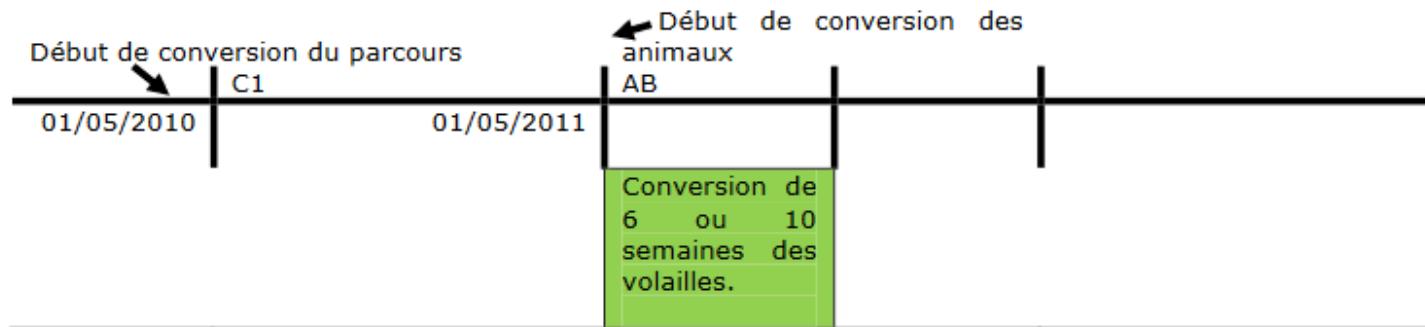 Début de conversion des
Début de conversion du parcours
animaux
C1
AB
01/05/2010
01/05/2011
Conversion de
6 ou 10
semaines des
volailles.